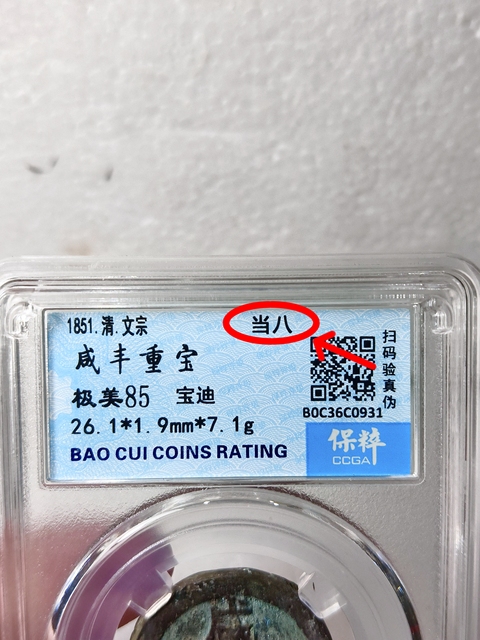 1851.清.文宗 当八
咸丰重宝
极美85 宝迪
26.1*1.9mm*7.1g
BAO CUI COINS RATING
扫码验真伪
B0C36C0931
保粹
CCGA